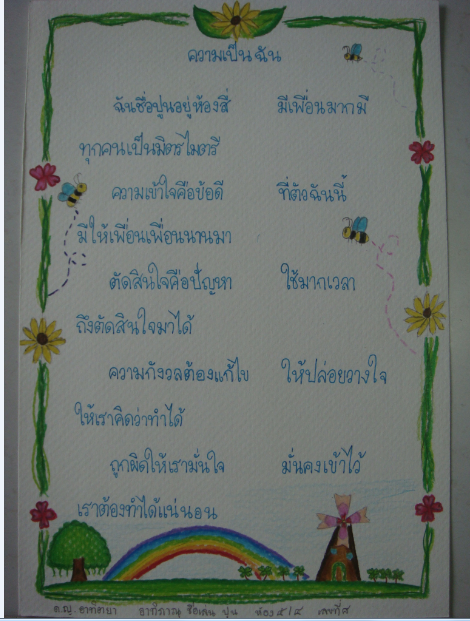 ความเป็นฉัน
ฉันชื่อปูนอยู่ห้องสี่ มีเพื่อนมากมี
ทุกคนเป็นมิตรไมตรี
ความเข้าใจคือข้อดี ที่ตัวฉันนี้
มีให้เพื่อนเพื่อนนานมา
ตัดสินใจคือปัญหา ใช้มากเวลา
ถึงตัดสินใจมาได้
ความกังวลต้องแก้ไข ให้ปล่อยวางใจ
ให้เราคิดว่าทำได้
ถูกผิดให้เรามั่นใจ มั่นคงเข้าไว้
เราต้องทำได้แน่นอน
ด.ญ. ชื่อเล่น ปูน ห้อง ๕/๔ เลขที่